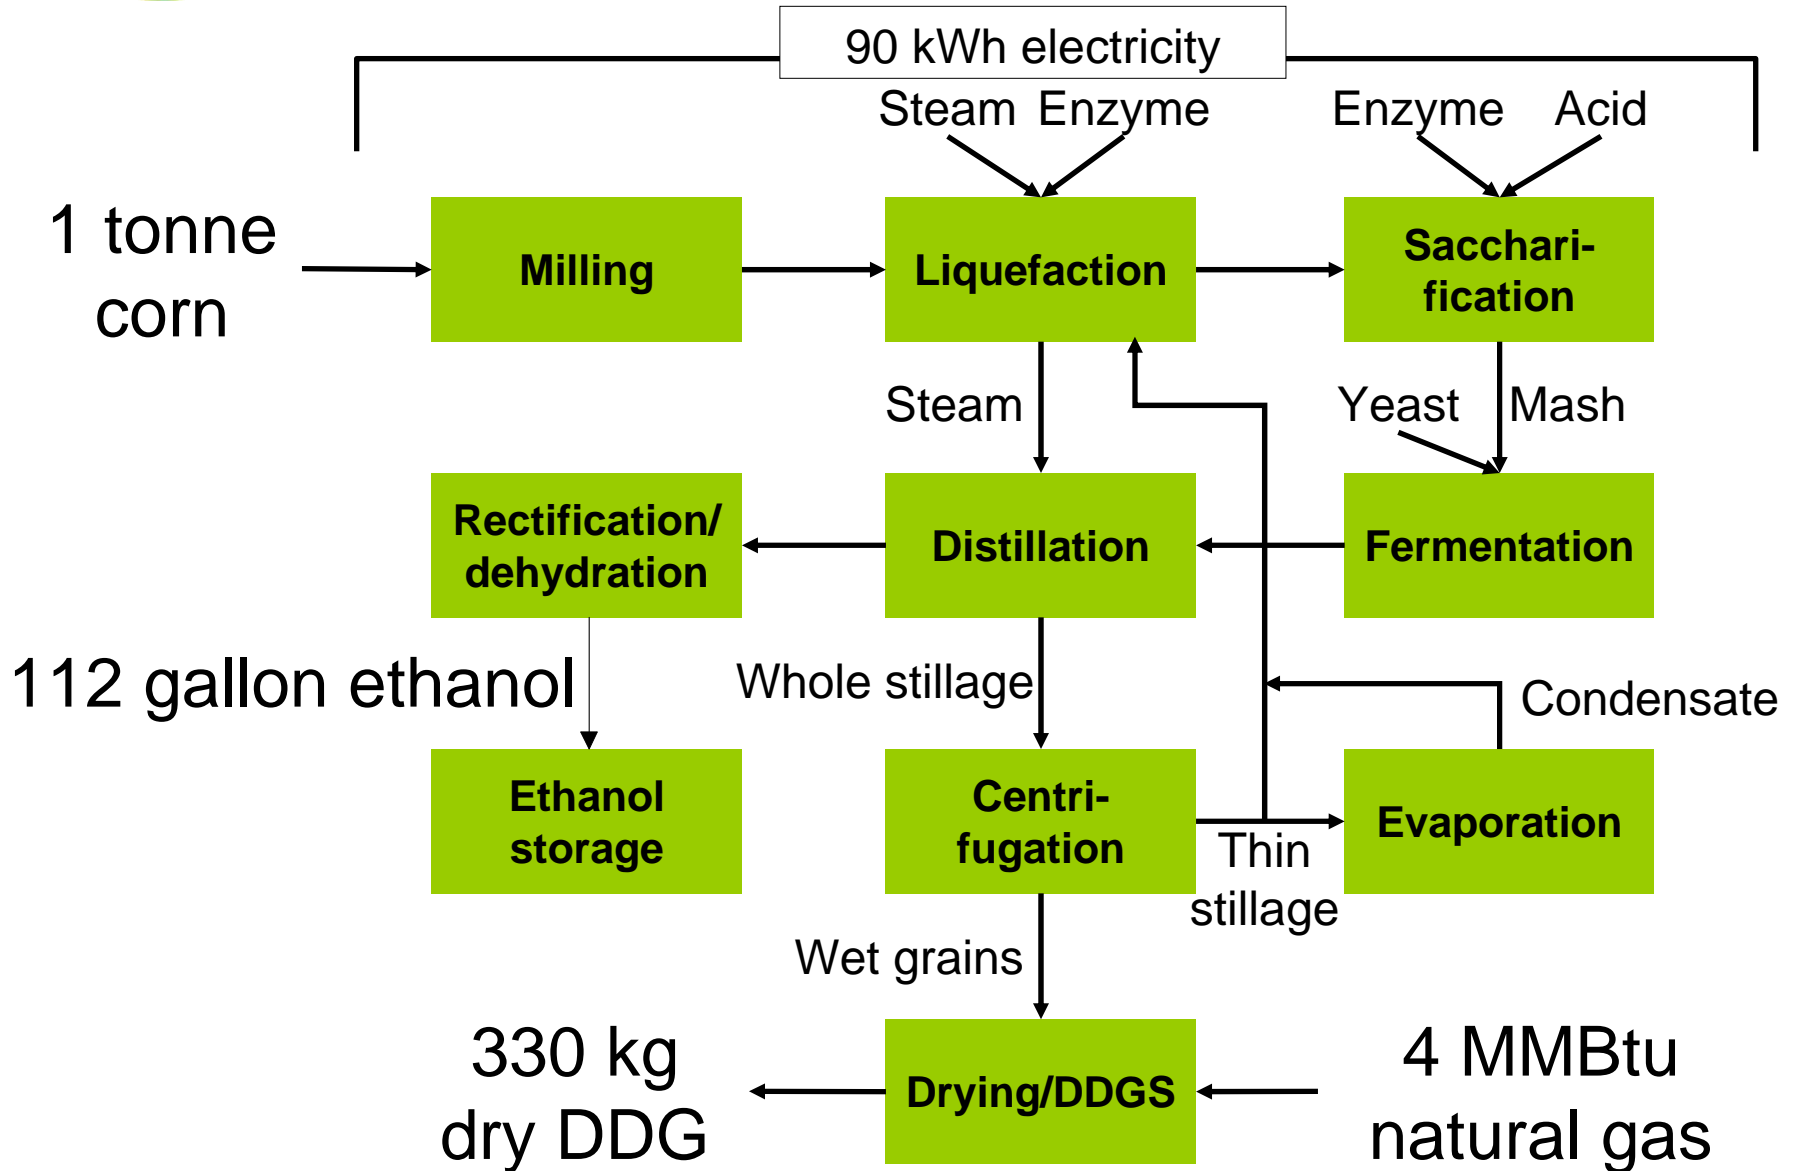 90 kWh electricity
Steam Enzyme
Enzyme Acid
1 tonne
corn
Milling
Liquefaction
Sacchari-
fication
Steam
Yeast
Mash
Rectification/
dehydration
Distillation
Fermentation
112 gallon ethanol
Whole stillage
Condensate
Ethanol
storage
Centri-
fugation
Evaporation
Thin
stillage
Wet grains
330 kg
dry DDG
Drying/DDGS
4 MMBtu
natural gas